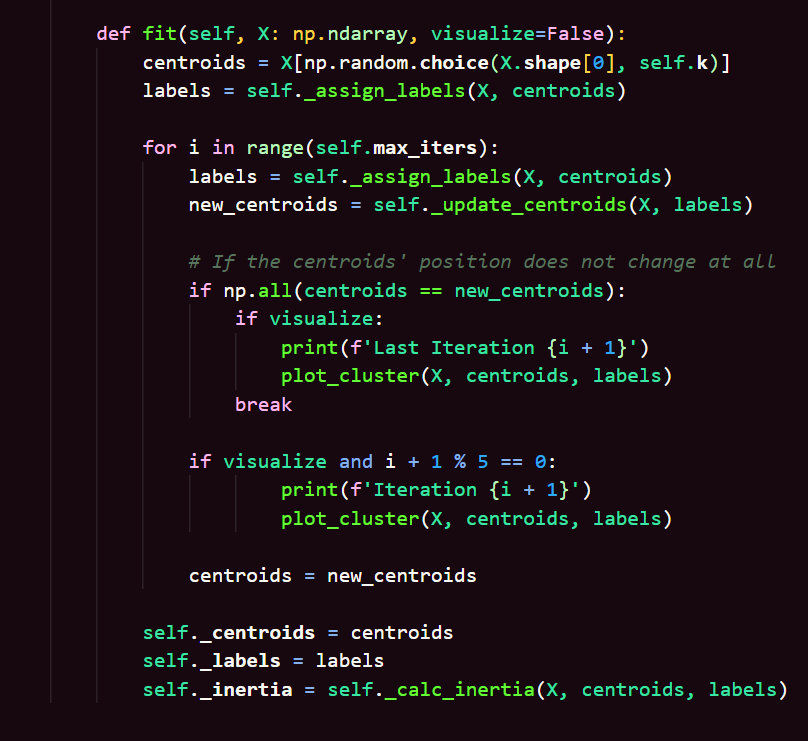 def fit(self, X: np.ndarray, visualize=False):
    centroids = X[np.random.choice(X.shape[0], self.k)]
    labels = self._assign_labels(X, centroids)

    for i in range(self.max_iters):
        labels = self._assign_labels(X, centroids)
        new_centroids = self._update_centroids(X, labels)

        # If the centroids' position does not change at all
        if np.all(centroids == new_centroids):
            if visualize:
                print(f'Last Iteration {i + 1}')
                plot_cluster(X, centroids, labels)
            break

        if visualize and i + 1 % 5 == 0:
                print(f'Iteration {i + 1}')
                plot_cluster(X, centroids, labels)

        centroids = new_centroids

    self._centroids = centroids
    self._labels = labels
    self._inertia = self._calc_inertia(X, centroids, labels)